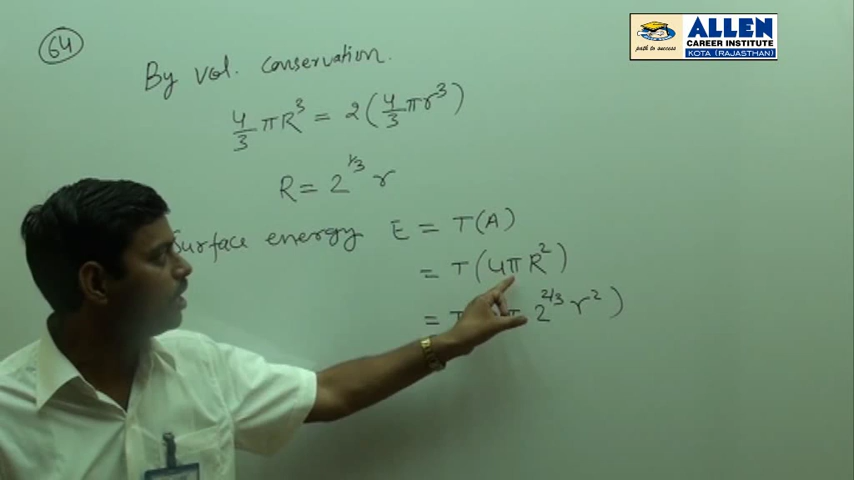 64
By vol. conservation.
4/3 πR³ = 2(4/3 πr³)
R = 2^1/3 r
Surface energy E = T(A)
= T(4πR²)
= T 2^2/3 r²)
path to success
ALLEN
CAREER INSTITUTE
KOTA (RAJASTHAN)